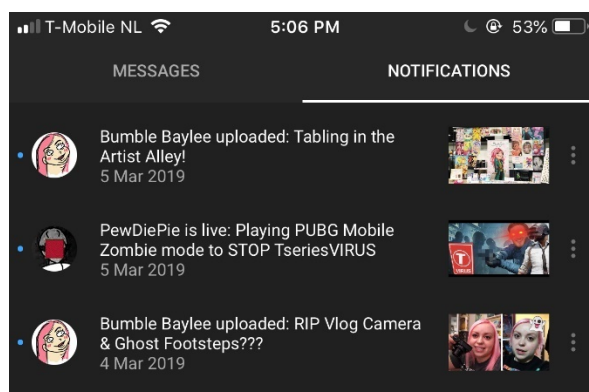 T-Mobile NL 5:06 PM 53%
MESSAGES NOTIFICATIONS
Bumble Baylee uploaded: Tabling in the
Artist Alley!
5 Mar 2019
PewDiePie is live: Playing PUBG Mobile
Zombie mode to STOP TseriesVIRUS
5 Mar 2019
Bumble Baylee uploaded: RIP Vlog Camera
& Ghost Footsteps???
4 Mar 2019